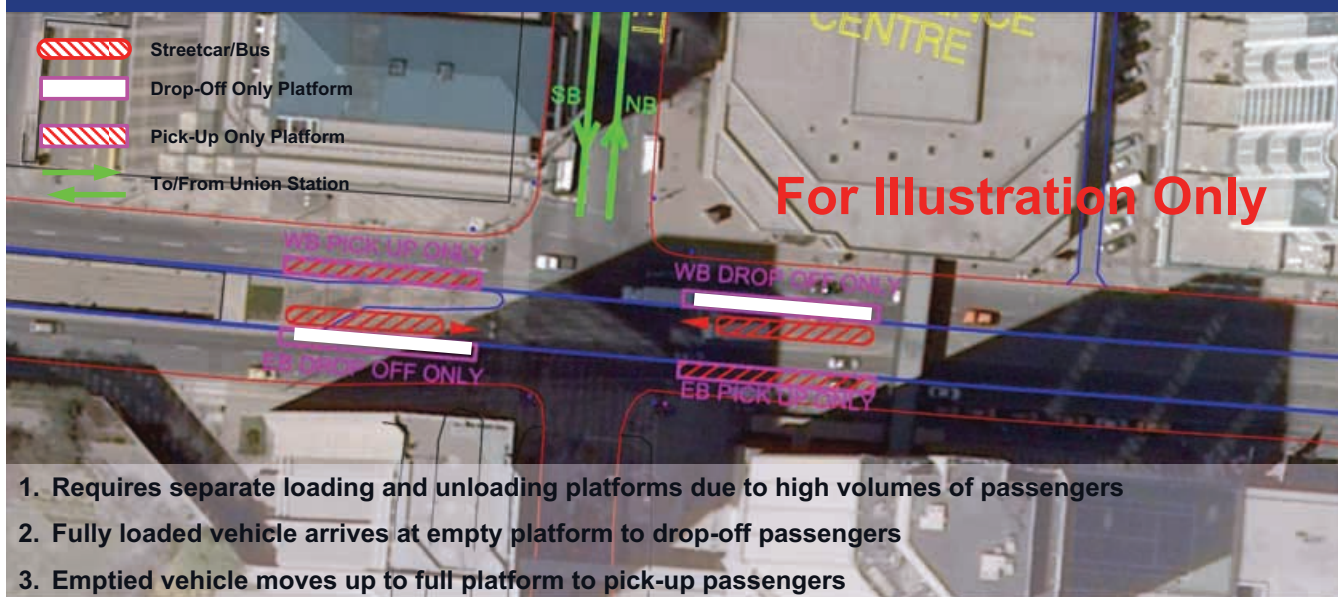 NCE
CENTRE
Streetcar/Bus
SB
NB
Drop-Off Only Platform
Pick-Up Only Platform
To/From Union Station
For Illustration Only
WB PICK UP ONLY
WB DROP OFF ONLY
EB DROP OFF ONLY
EB PICK UP ONLY
1. Requires separate loading and unloading platforms due to high volumes of passengers
2. Fully loaded vehicle arrives at empty platform to drop-off passengers
3. Emptied vehicle moves up to full platform to pick-up passengers